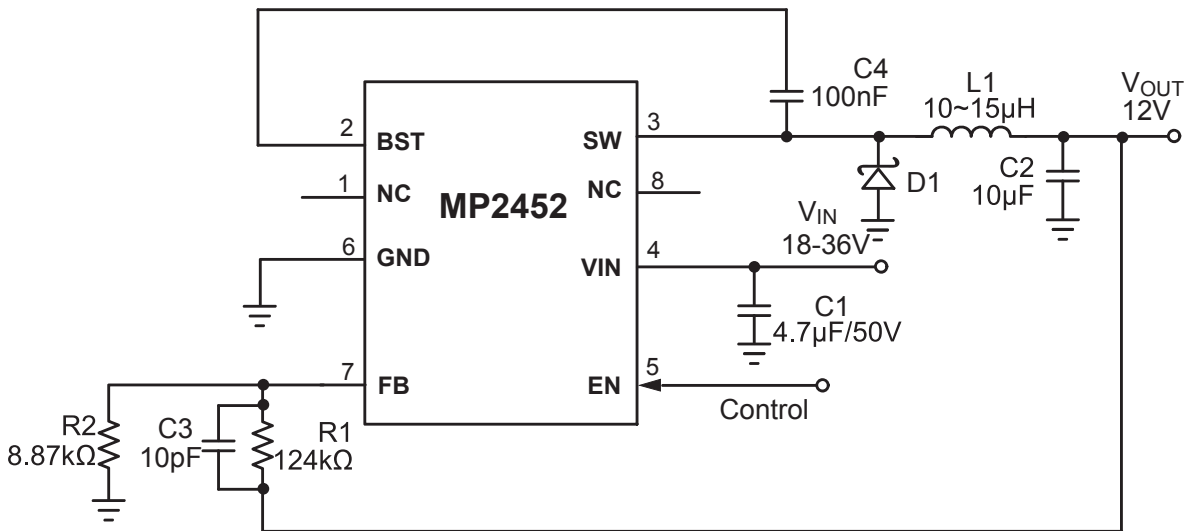 C4
100nF
L1
10~15µH
VOUT
12V
2
BST
SW
3
1
NC
MP2452
NC
8
D1
C2
10µF
VIN
18-36V
6
GND
VIN
4
C1
4.7µF/50V
7
FB
EN
5
Control
R2
8.87kΩ
C3
10pF
R1
124kΩ